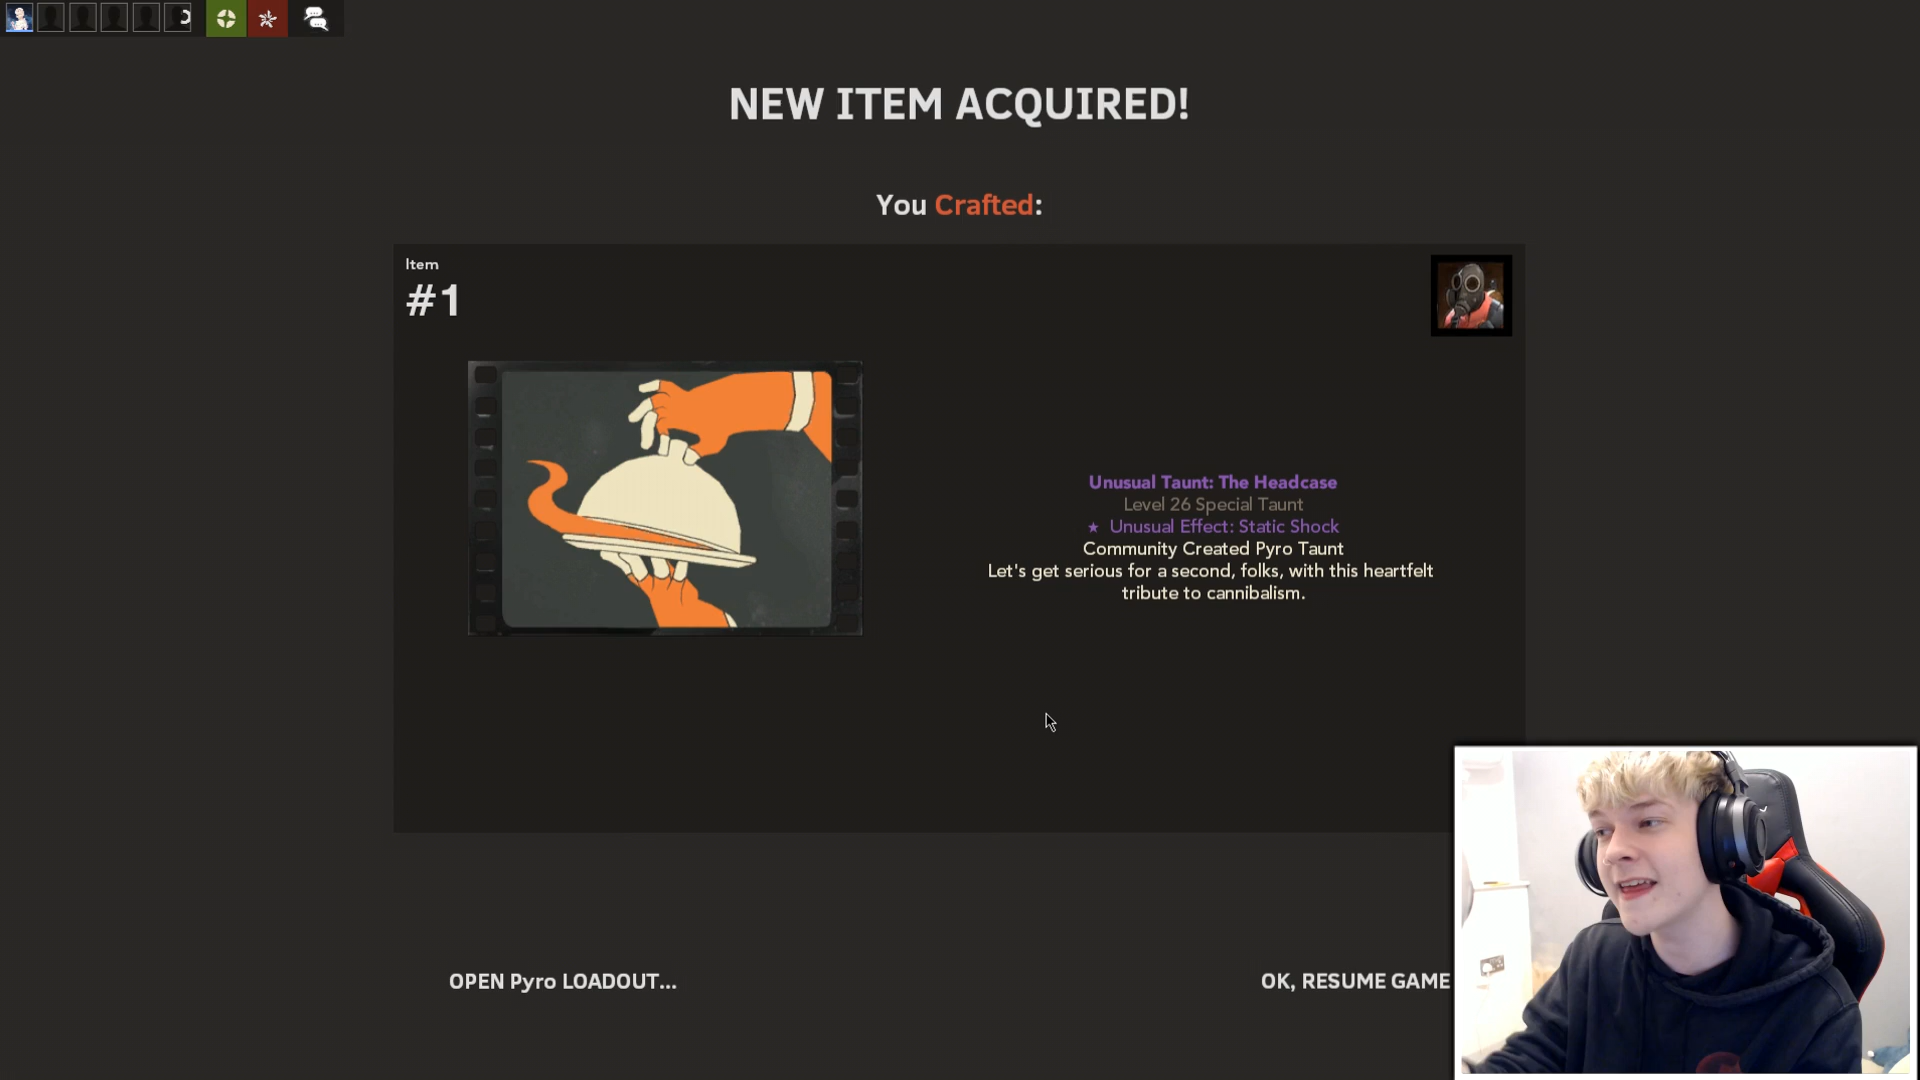 NEW ITEM ACQUIRED!
You Crafted:
Item
#1
Unusual Taunt: The Headcase
Level 26 Special Taunt
★ Unusual Effect: Static Shock
Community Created Pyro Taunt
Let's get serious for a second, folks, with this heartfelt
tribute to cannibalism.
OPEN Pyro LOADOUT...
OK, RESUME GAME